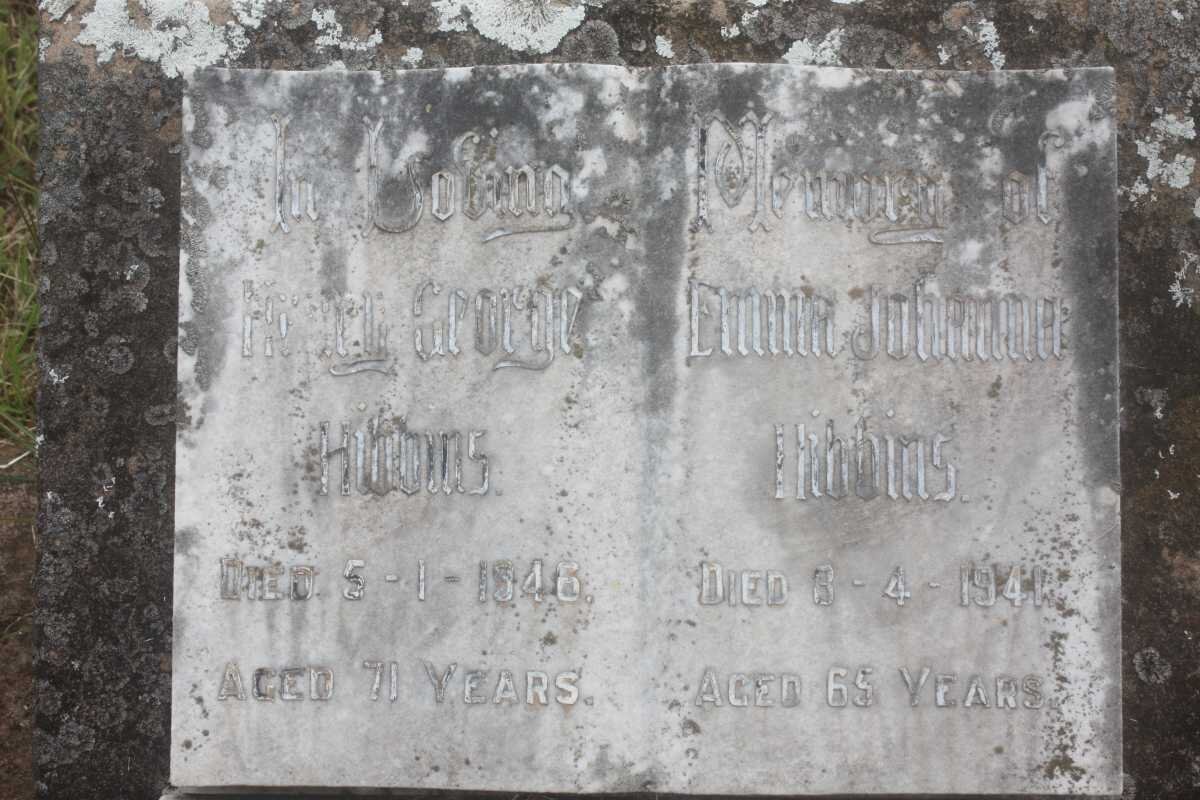 In Loving Memory of
George
Hibbins.
Died 5-1-1946.
Aged 71 Years.
Emma Johanna
Hibbins.
Died 8-4-1941.
Aged 65 Years.